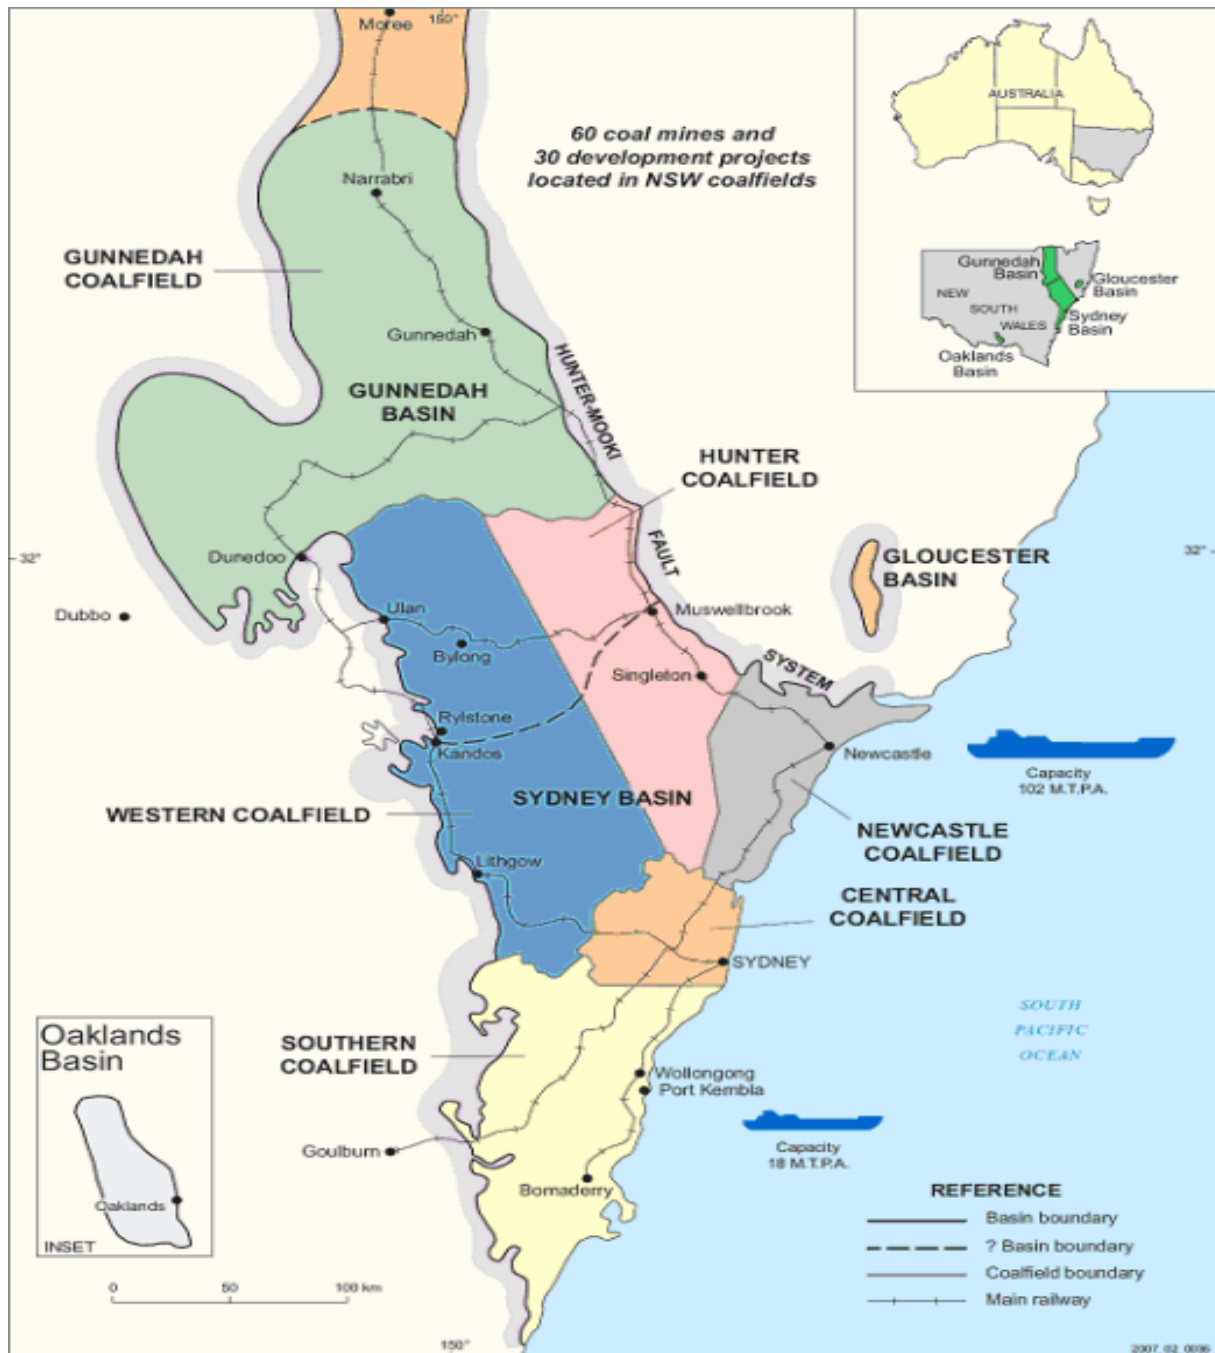 Moree
150°
60 coal mines and
30 development projects
located in NSW coalfields
AUSTRALIA
Gunnedah
Basin
Gloucester
Basin
NEW
SOUTH
WALES
Sydney
Basin
Oaklands
Basin
Narrabri
GUNNEDAH
COALFIELD
Gunnedah
GUNNEDAH
BASIN
HUNTER-MOOKI
FAULT
SYSTEM
HUNTER
COALFIELD
32°
32°
Dunedoo
GLOUCESTER
BASIN
Dubbo
Ulan
Muswellbrook
Bylong
Singleton
Rylstone
Kandos
Newcastle
Capacity
102 M.T.P.A.
WESTERN COALFIELD
SYDNEY BASIN
NEWCASTLE
COALFIELD
Lithgow
CENTRAL
COALFIELD
SYDNEY
SOUTH
PACIFIC
OCEAN
Oaklands
Basin
Oaklands
INSET
SOUTHERN
COALFIELD
Wollongong
Port Kembla
Capacity
18 M.T.P.A.
Goulburn
Bomaderry
REFERENCE
Basin boundary
? Basin boundary
Coalfield boundary
Main railway
0 50 100 km
150°
2007_02_0036